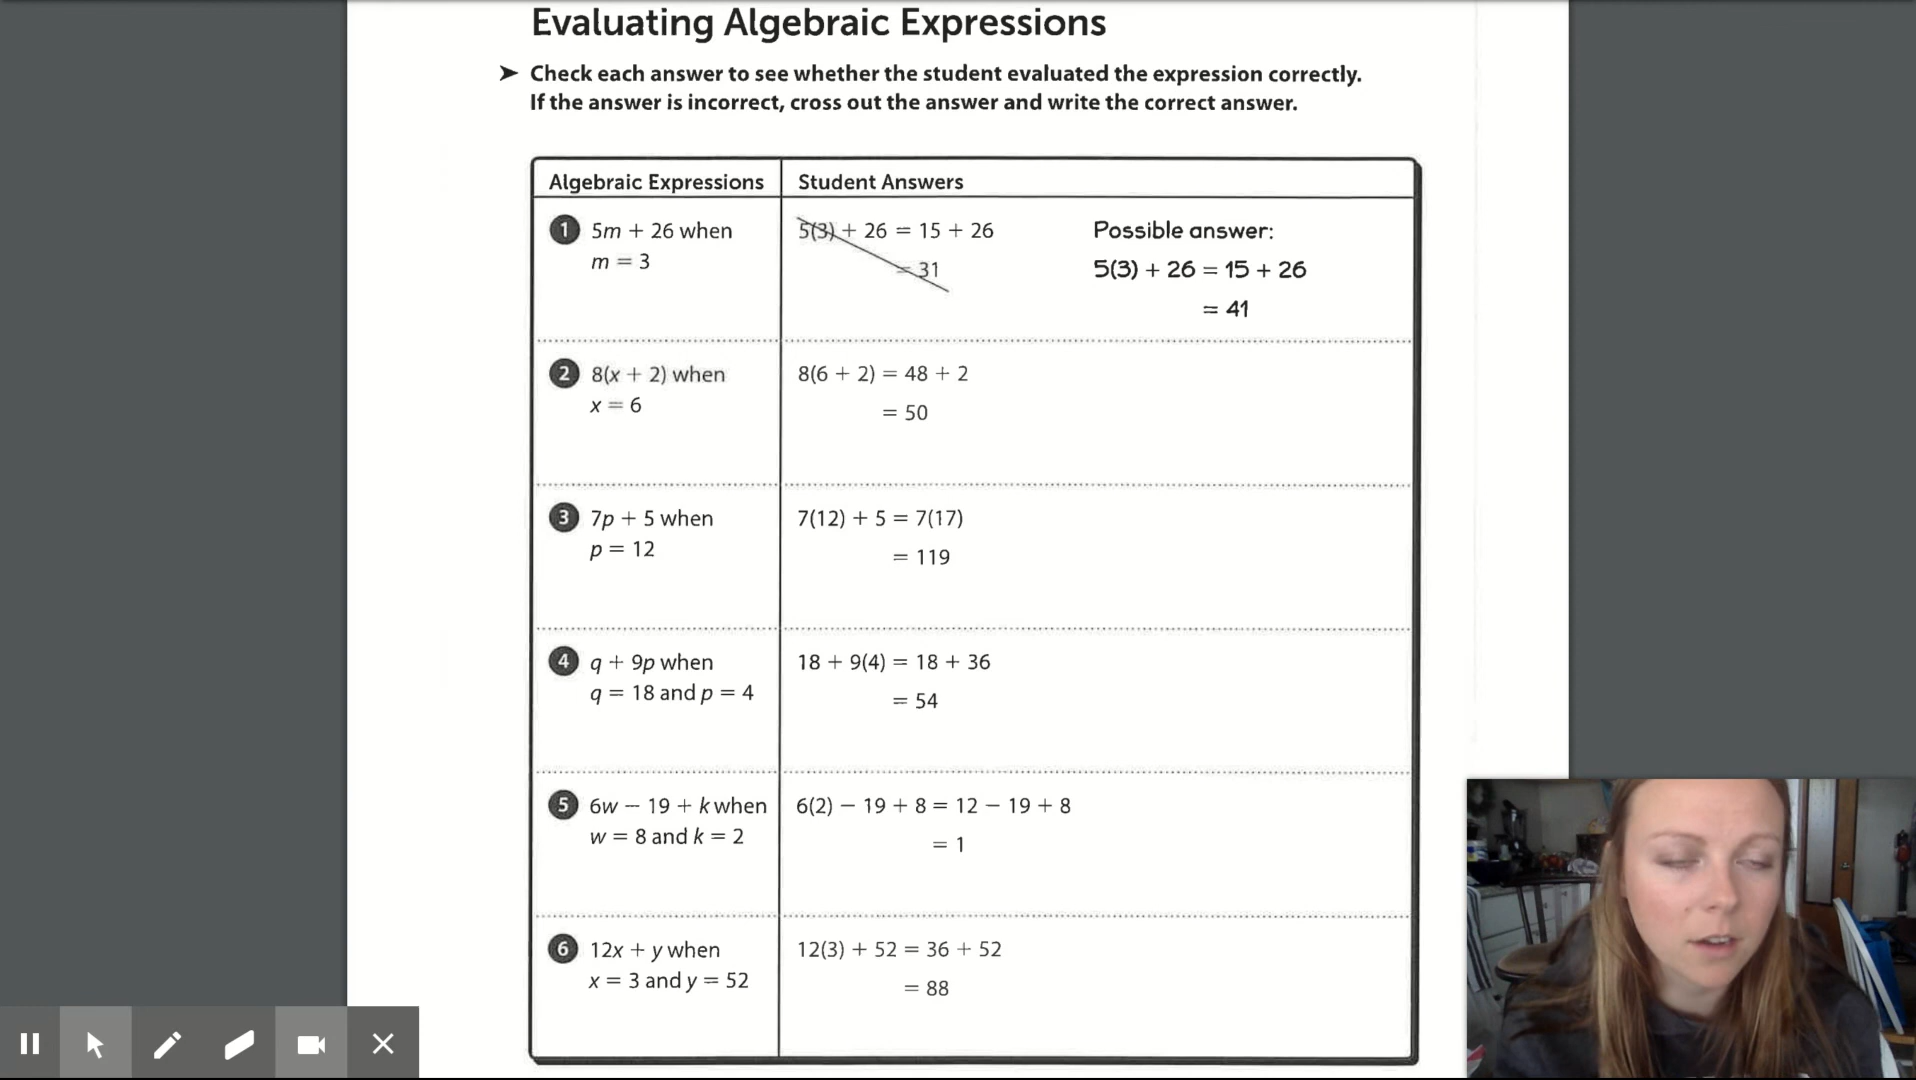 Evaluating Algebraic Expressions
➤ Check each answer to see whether the student evaluated the expression correctly.
If the answer is incorrect, cross out the answer and write the correct answer.
Algebraic Expressions Student Answers
1 5m + 26 when
m = 3
5(3) + 26 = 15 + 26
= 31
Possible answer:
5(3) + 26 = 15 + 26
= 41
2 8(x + 2) when
x = 6
8(6 + 2) = 48 + 2
= 50
3 7p + 5 when
p = 12
7(12) + 5 = 7(17)
= 119
4 q + 9p when
q = 18 and p = 4
18 + 9(4) = 18 + 36
= 54
5 6w − 19 + k when
w = 8 and k = 2
6(2) − 19 + 8 = 12 − 19 + 8
= 1
6 12x + y when
x = 3 and y = 52
12(3) + 52 = 36 + 52
= 88